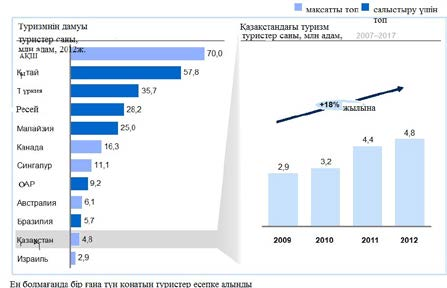 мақсатты топ
салыстыру үшін топ
Туризмнің дамуы
туристер саны,
млн адам, 2012ж.
Қазақстандағы туризм
туристер саны, млн адам, 2007–2017
АҚШ 70,0
Қытай 57,8
Түркия 35,7
Ресей 28,2
Малайзия 25,0
Канада 16,3
Сингапур 11,1
ОАР 9,2
Австралия 6,1
Бразилия 5,7
Қазақстан 4,8
Израиль 2,9
+18% жылына
2,9 3,2 4,4 4,8
2009 2010 2011 2012
Ең болмағанда бір ғана түн қонатын туристер есепке алынды